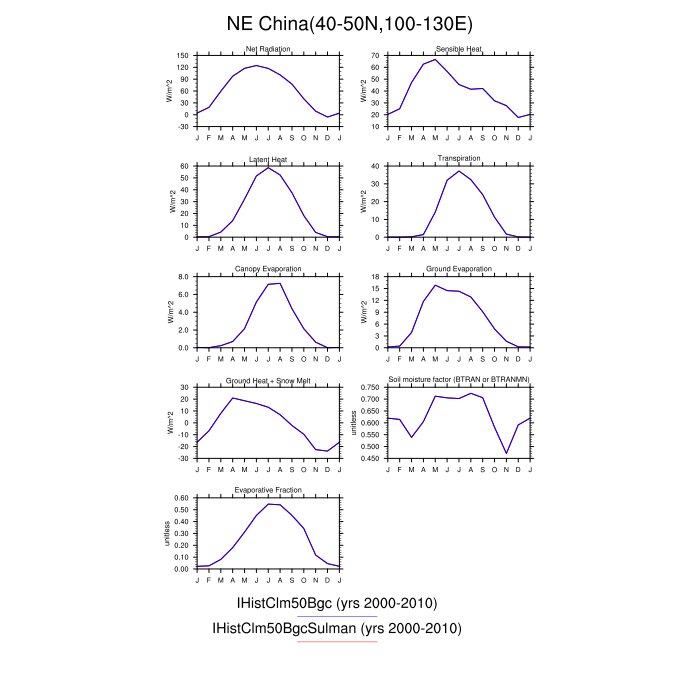 NE China(40-50N,100-130E)
Net Radiation
W/m^2
150
120
90
60
30
0
-30
J F M A M J J A S O N D J
Sensible Heat
W/m^2
70
60
50
40
30
20
10
J F M A M J J A S O N D J
Latent Heat
W/m^2
60
50
40
30
20
10
0
J F M A M J J A S O N D J
Transpiration
W/m^2
40
30
20
10
0
J F M A M J J A S O N D J
Canopy Evaporation
W/m^2
8.0
6.0
4.0
2.0
0.0
J F M A M J J A S O N D J
Ground Evaporation
W/m^2
18
15
12
9
6
3
0
J F M A M J J A S O N D J
Ground Heat + Snow Melt
W/m^2
30
20
10
0
-10
-20
-30
J F M A M J J A S O N D J
Soil moisture factor (BTRAN or BTRANMN)
unitless
0.750
0.700
0.650
0.600
0.550
0.500
0.450
J F M A M J J A S O N D J
Evaporative Fraction
unitless
0.60
0.50
0.40
0.30
0.20
0.10
0.00
J F M A M J J A S O N D J
IHistClm50Bgc (yrs 2000-2010)
IHistClm50BgcSulman (yrs 2000-2010)